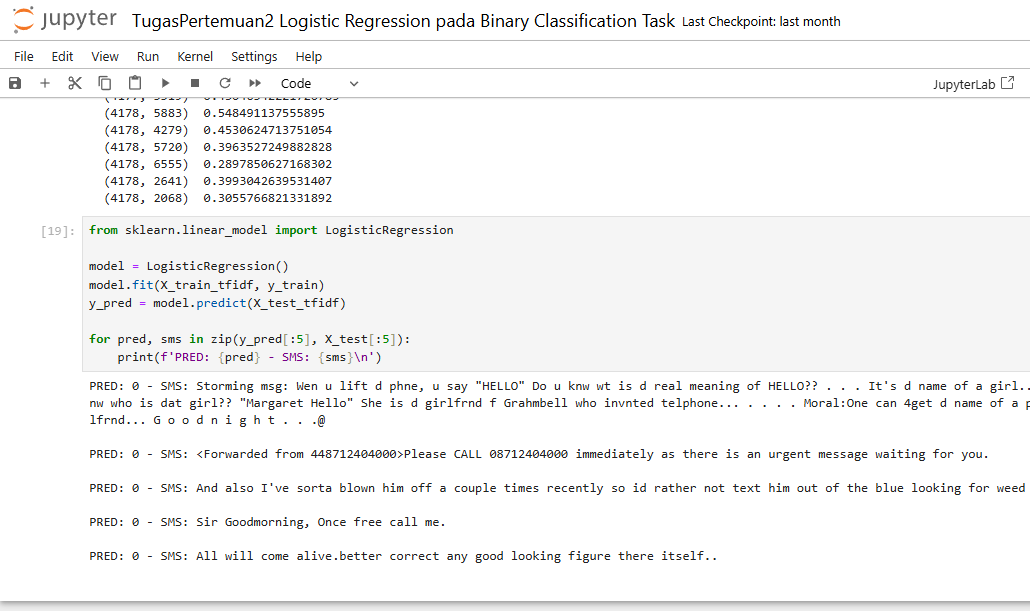 jupyter TugasPertemuan2 Logistic Regression pada Binary Classification Task Last Checkpoint: last month
File Edit View Run Kernel Settings Help
Code JupyterLab
(4178, 5883) 0.548491137555895
(4178, 4279) 0.4530624713751054
(4178, 5720) 0.3963527249882828
(4178, 6555) 0.2897850627168302
(4178, 2641) 0.3993042639531407
(4178, 2068) 0.3055766821331892
[19]: from sklearn.linear_model import LogisticRegression
model = LogisticRegression()
model.fit(X_train_tfidf, y_train)
y_pred = model.predict(X_test_tfidf)
for pred, sms in zip(y_pred[:5], X_test[:5]):
print(f'PRED: {pred} - SMS: {sms}\n')
PRED: 0 - SMS: Storming msg: Wen u lift d phne, u say "HELLO" Do u knw wt is d real meaning of HELLO?? . . . It's d name of a girl..
nw who is dat girl?? "Margaret Hello" She is d girlfrnd f Grahmbell who invnted telphone... . . . . Moral:One can 4get d name of a
lfrnd... G o o d n i g h t . . .@
PRED: 0 - SMS: <Forwarded from 448712404000>Please CALL 08712404000 immediately as there is an urgent message waiting for you.
PRED: 0 - SMS: And also I've sorta blown him off a couple times recently so id rather not text him out of the blue looking for weed
PRED: 0 - SMS: Sir Goodmorning, Once free call me.
PRED: 0 - SMS: All will come alive.better correct any good looking figure there itself..